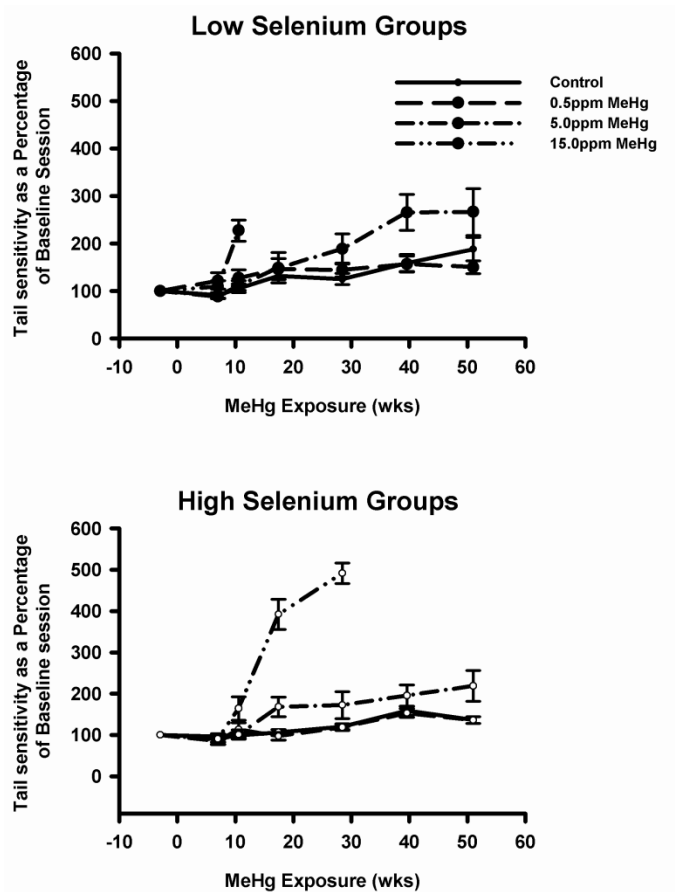 Low Selenium Groups
600
500
400
300
200
100
0
Tail sensitivity as a Percentage
of Baseline Session
Control
0.5ppm MeHg
5.0ppm MeHg
15.0ppm MeHg
-10 0 10 20 30 40 50 60
MeHg Exposure (wks)
High Selenium Groups
600
500
400
300
200
100
0
Tail sensitivity as a Percentage
of Baseline session
-10 0 10 20 30 40 50 60
MeHg Exposure (wks)